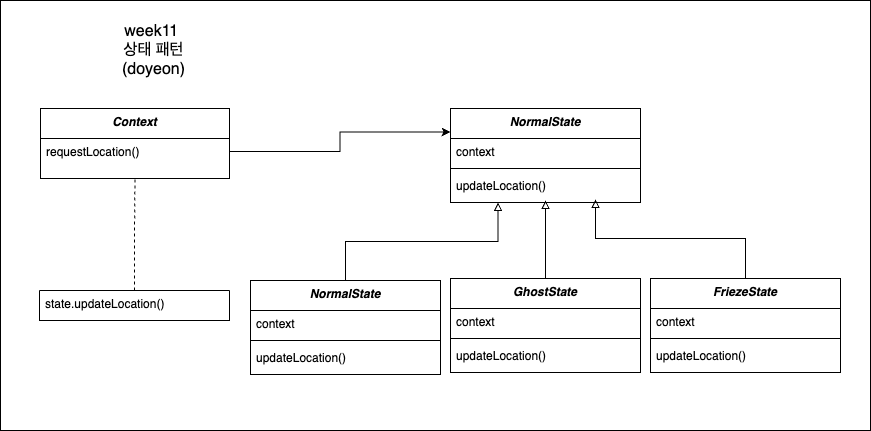 week11
상태 패턴
(doyeon)
Context
requestLocation()
NormalState
context
updateLocation()
state.updateLocation()
NormalState
context
updateLocation()
GhostState
context
updateLocation()
FriezeState
context
updateLocation()